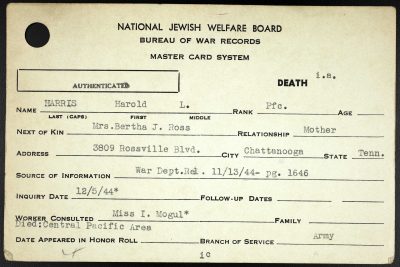 NATIONAL JEWISH WELFARE BOARD
BUREAU OF WAR RECORDS
MASTER CARD SYSTEM
AUTHENTICATED
DEATH i.a.
NAME HARRIS Harold L. RANK Pfc. AGE
LAST (CAPS) FIRST MIDDLE
NEXT OF KIN Mrs.Bertha J. Ross RELATIONSHIP Mother
ADDRESS 3809 Rossville Blvd. CITY Chattanooga STATE Tenn.
SOURCE OF INFORMATION War Dept.Rel. 11/13/44- pg. 1646
INQUIRY DATE 12/5/44* FOLLOW-UP DATES
WORKER CONSULTED Miss I. Mogul* FAMILY
Died:Central Pacific Area
DATE APPEARED IN HONOR ROLL BRANCH OF SERVICE Army
ic